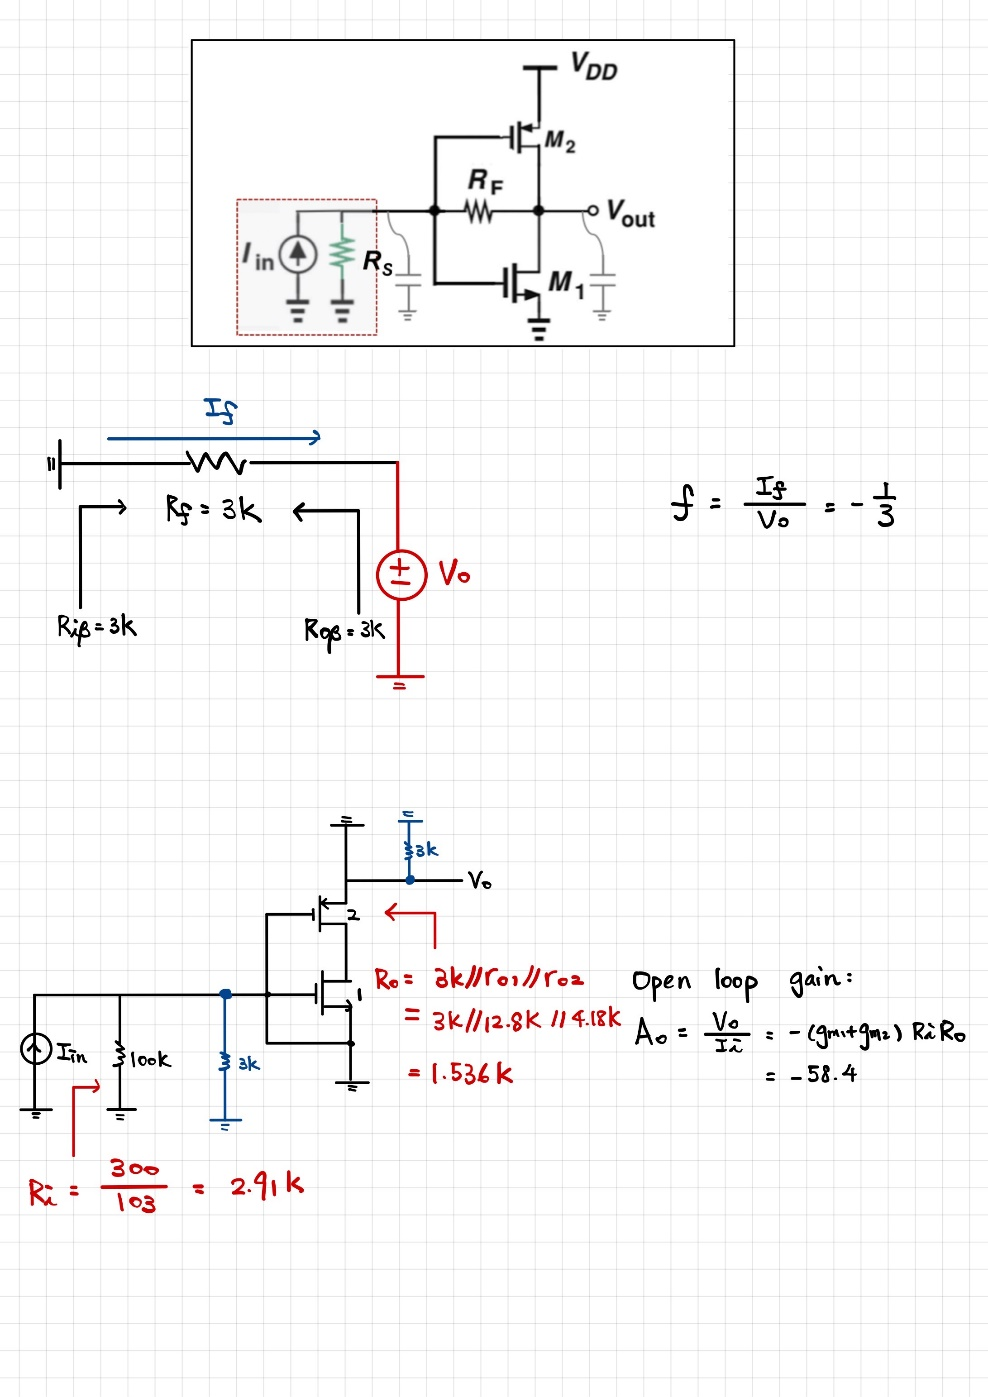 V_DD
M_2
R_F
V_out
I_in
R_S
M_1
I_f
R_f = 3k
V_o
R_iβ = 3k
R_oβ = 3k
f = I_f / V_o = - 1/3
3k
V_o
2
1
R_o = 3k // r_o1 // r_o2
= 3k // 12.8k // 4.18k
= 1.536k
I_in
100k
3k
R_i = 300 / 103 = 2.91k
Open loop gain:
A_o = V_o / I_i = - (g_m1 + g_m2) R_i R_o
= - 58.4